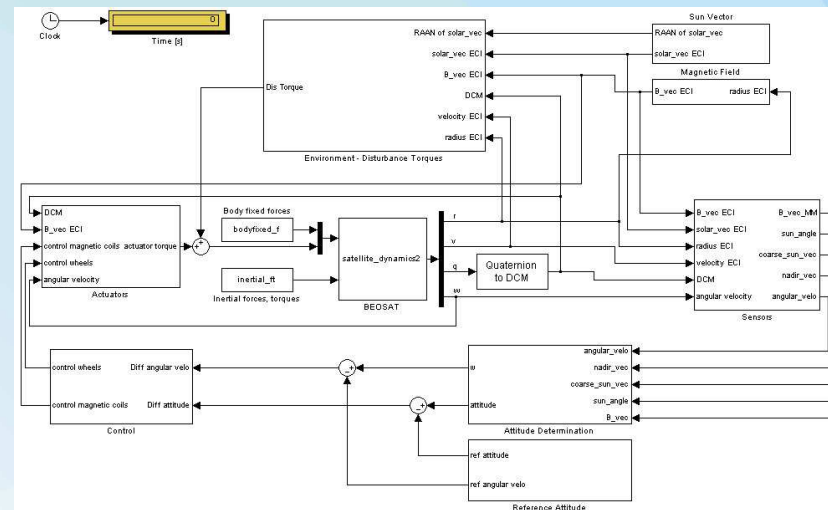 Clock
0
Time [s]
RAAN of solar_vec
solar_vec ECI
B_vec ECI
Dis Torque
DCM
velocity ECI
radius ECI
Environment - Disturbance Torques
Sun Vector
RAAN of solar_vec
solar_vec ECI
Magnetic Field
B_vec ECI
radius ECI
DCM
B_vec ECI
control magnetic coils
actuator torque
control wheels
angular velocity
Actuators
+
+
Body fixed forces
bodyfixed_f
inertial_ft
Inertial forces, torques
satellite_dynamics2
BEOSAT
r
v
q
w
Quaternion
to DCM
B_vec ECI
solar_vec ECI
radius ECI
velocity ECI
DCM
angular velocity
B_vec_MM
sun_angle
coarse_sun_vec
nadir_vec
angular_velo
Sensors
control wheels
Diff angular velo
control magnetic coils
Diff attitude
Control
-+
-+
angular_velo
w
nadir_vec
coarse_sun_vec
attitude
sun_angle
B_vec
Attitude Determination
ref attitude
ref angular velo
Reference Attitude